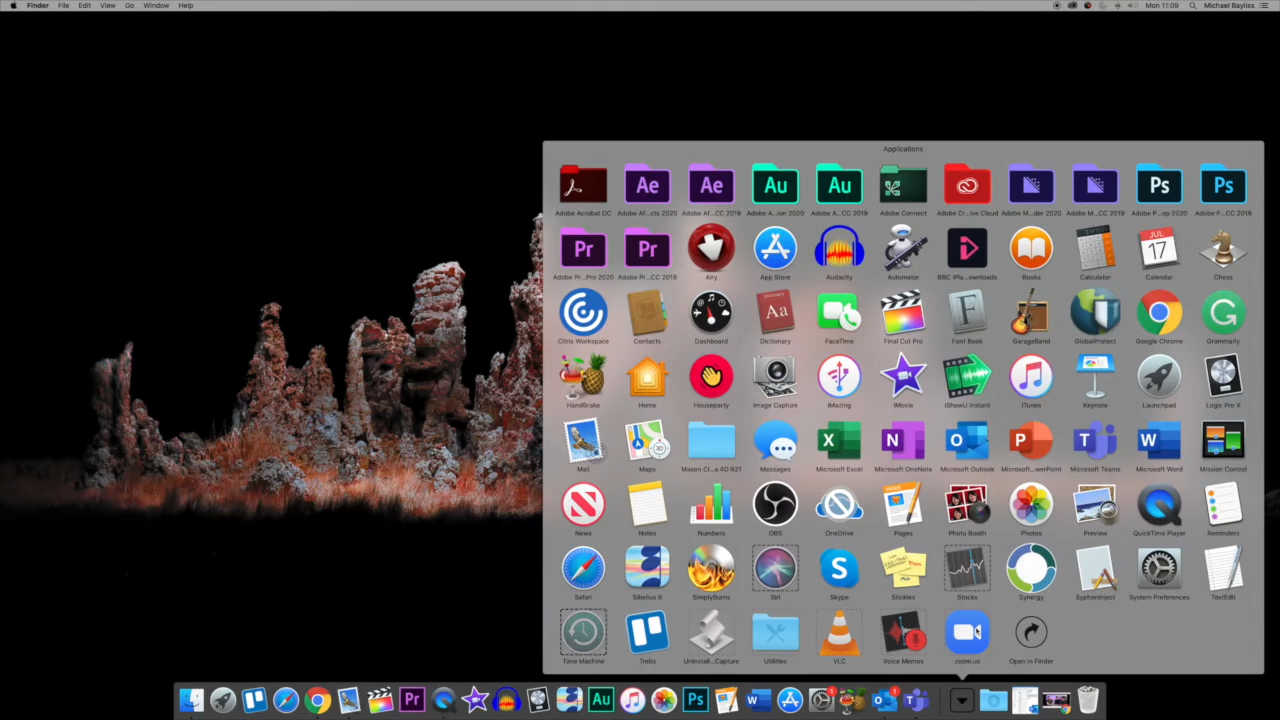 Finder File Edit View Go Window Help
Mon 11:09 Michael Bayliss
Applications
Adobe Acrobat DC Adobe Af...cts 2020 Adobe Af...CC 2019 Adobe A...ion 2020 Adobe A...CC 2019 Adobe Connect Adobe Cr...ive Cloud Adobe M...der 2020 Adobe M...CC 2019 Adobe P...op 2020 Adobe P...CC 2019
Adobe Pr...Pro 2020 Adobe Pr...CC 2019 Airy App Store Audacity Automator BBC iPla...ownloads Books Calculator Calendar Chess
Citrix Workspace Contacts Dashboard Dictionary FaceTime Final Cut Pro Font Book GarageBand GlobalProtect Google Chrome Grammarly
HandBrake Home Houseparty Image Capture iMazing iMovie iShowU Instant iTunes Keynote Launchpad Logic Pro X
Mail Maps Maxon Ci...a 4D R21 Messages Microsoft Excel Microsoft OneNote Microsoft Outlook Microsoft...werPoint Microsoft Teams Microsoft Word Mission Control
News Notes Numbers OBS OneDrive Pages Photo Booth Photos Preview QuickTime Player Reminders
Safari Sibelius 6 SimplyBurns Siri Skype Stickies Stocks Synergy SyphonInject System Preferences TextEdit
Time Machine Trello Uninstall...Capture Utilities VLC Voice Memos zoom.us Open in Finder